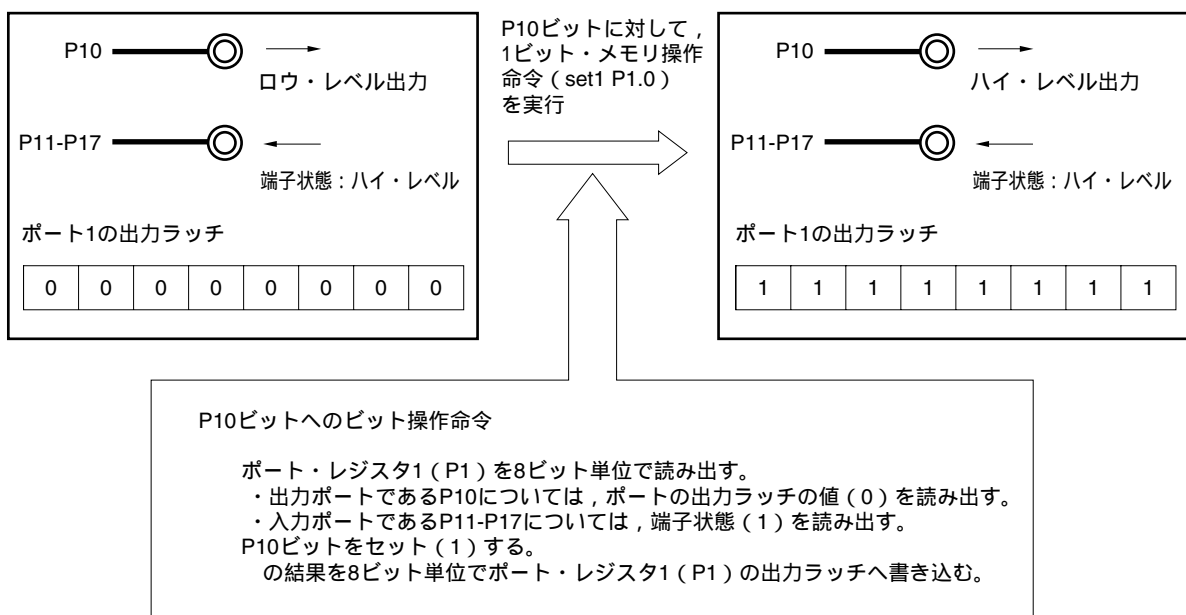 P10
ロウ・レベル出力
P11-P17
端子状態：ハイ・レベル
ポート1の出力ラッチ
0 0 0 0 0 0 0 0
P10ビットに対して，
1ビット・メモリ操作
命令（set1 P1.0）
を実行
P10
ハイ・レベル出力
P11-P17
端子状態：ハイ・レベル
ポート1の出力ラッチ
1 1 1 1 1 1 1 1
P10ビットへのビット操作命令
ポート・レジスタ1（P1）を8ビット単位で読み出す。
・出力ポートであるP10については，ポートの出力ラッチの値（0）を読み出す。
・入力ポートであるP11-P17については，端子状態（1）を読み出す。
P10ビットをセット（1）する。
の結果を8ビット単位でポート・レジスタ1（P1）の出力ラッチへ書き込む。